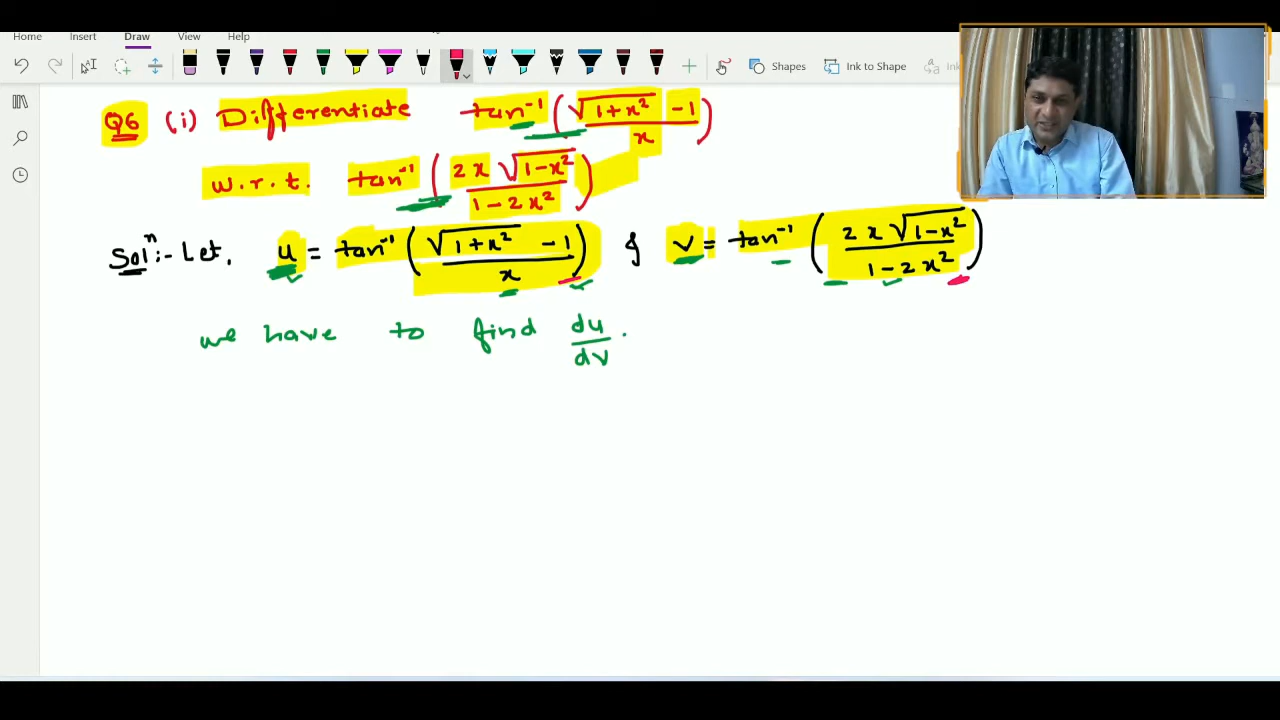 Home Insert Draw View Help
Shapes Ink to Shape Ink
Q6 (i) Differentiate tan⁻¹(√(1+x²) -1)/x)
w.r.t. tan⁻¹(2x√(1-x²)/(1-2x²))
Solⁿ:- Let, u = tan⁻¹((√(1+x²) -1)/x) & v = tan⁻¹(2x√(1-x²)/(1-2x²))
we have to find du/dv.